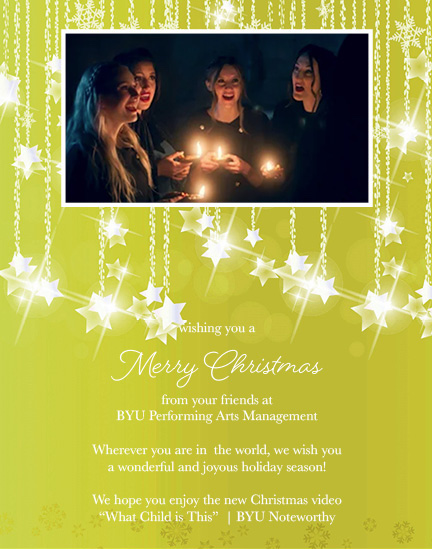 wishing you a
Merry Christmas
from your friends at
BYU Performing Arts Management
Wherever you are in the world, we wish you
a wonderful and joyous holiday season!
We hope you enjoy the new Christmas video
“What Child is This” | BYU Noteworthy